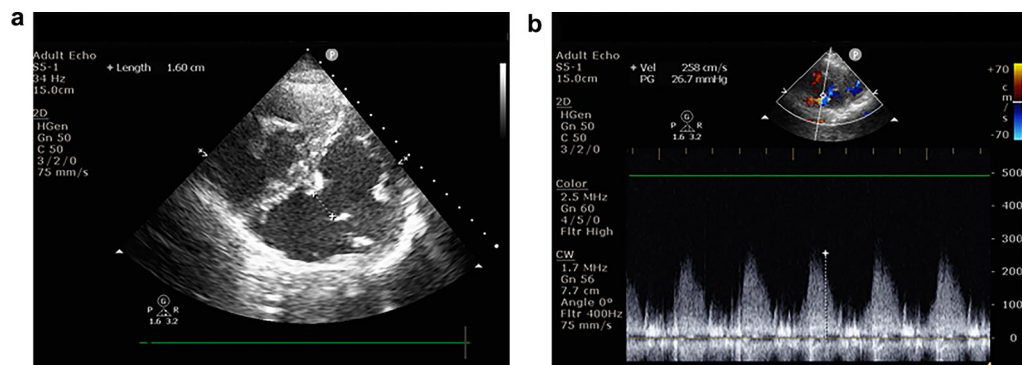 a
Adult Echo
S5-1
34 Hz
15.0cm
2D
HGen
Gn 50
C 50
3/2/0
75 mm/s
+ Length 1.60 cm
P
G
P R
1.6 3.2
b
Adult Echo
S5-1
15.0cm
2D
HGen
Gn 50
C 50
3/2/0
75 mm/s
Color
2.5 MHz
Gn 60
4/5/0
Fltr High
CW
1.7 MHz
Gn 56
7.7 cm
Angle 0º
Fltr 400Hz
75 mm/s
+ Vel 258 cm/s
PG 26.7 mmHg
G
P R
1.6 3.2
P
+70
c
m
/
s
-70
500
400
300
200
100
0